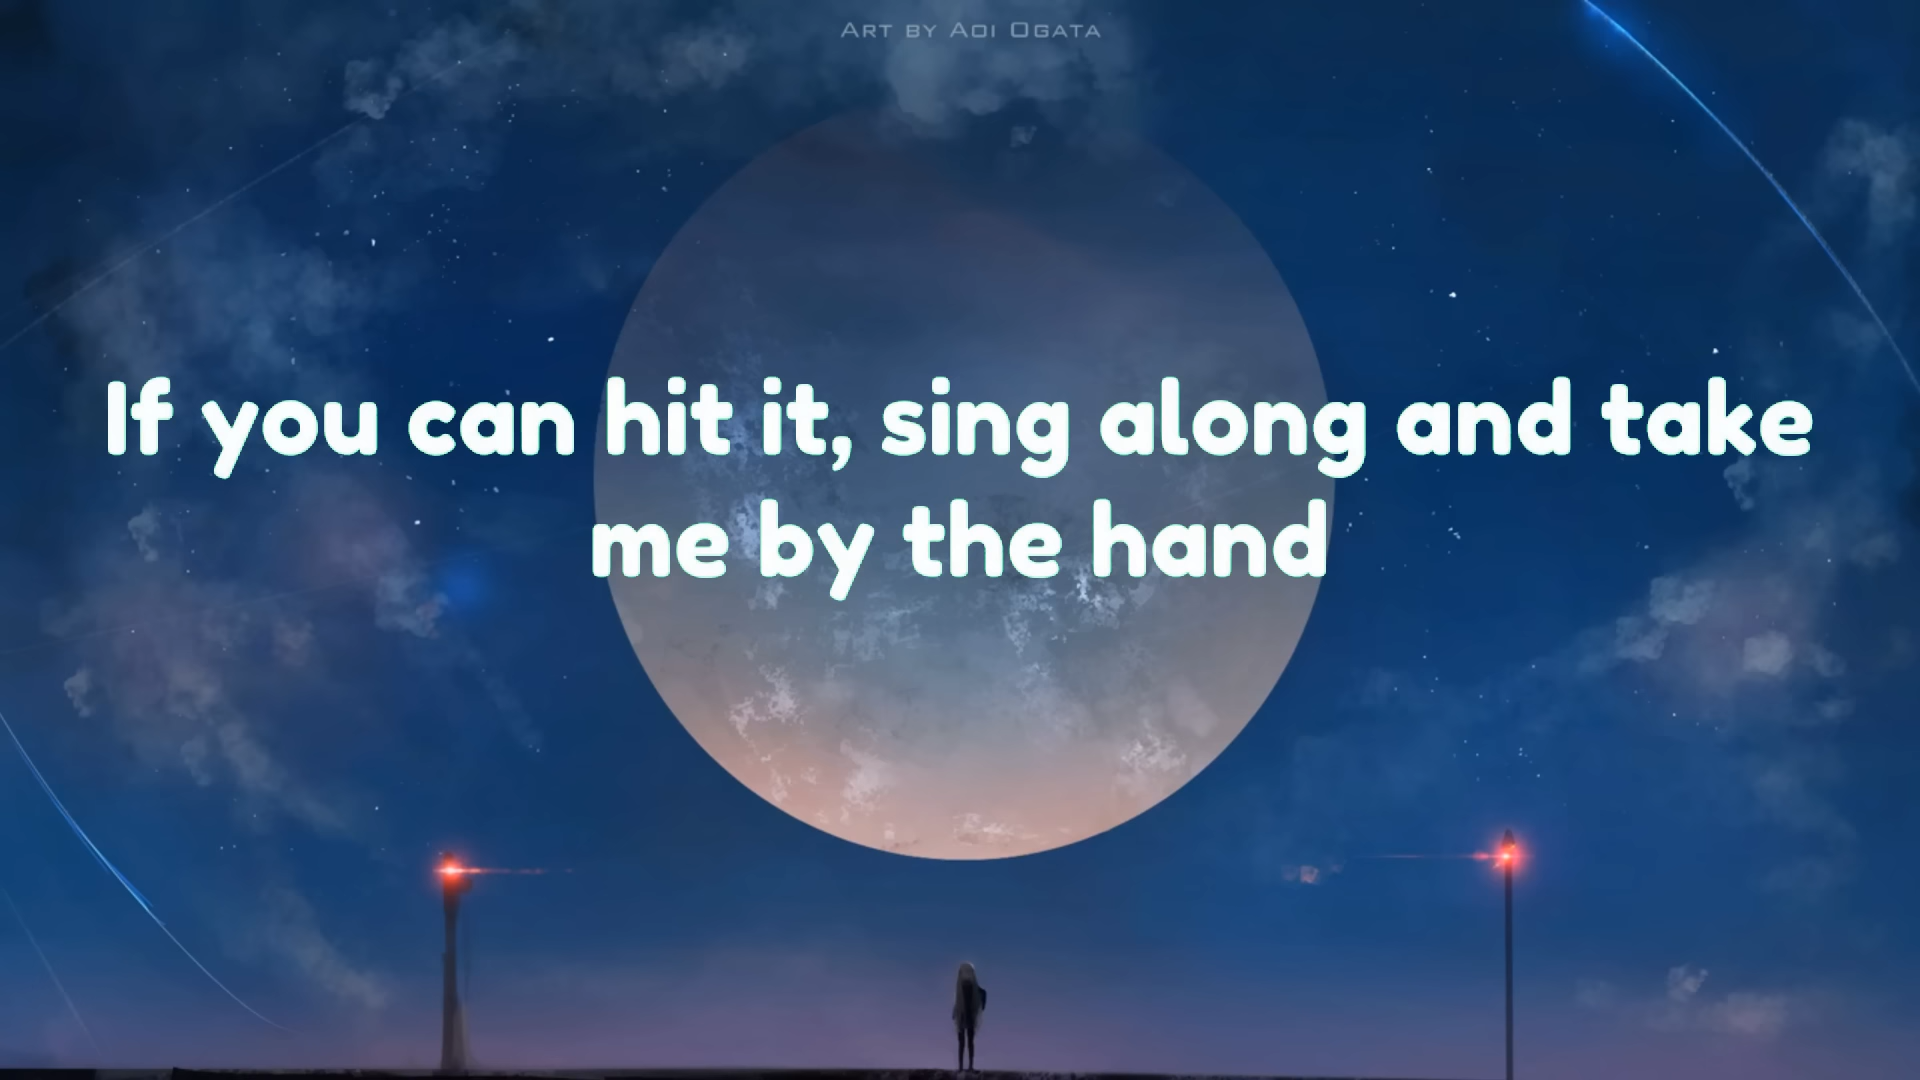 Art by Aoi Ogata
If you can hit it, sing along and take
me by the hand